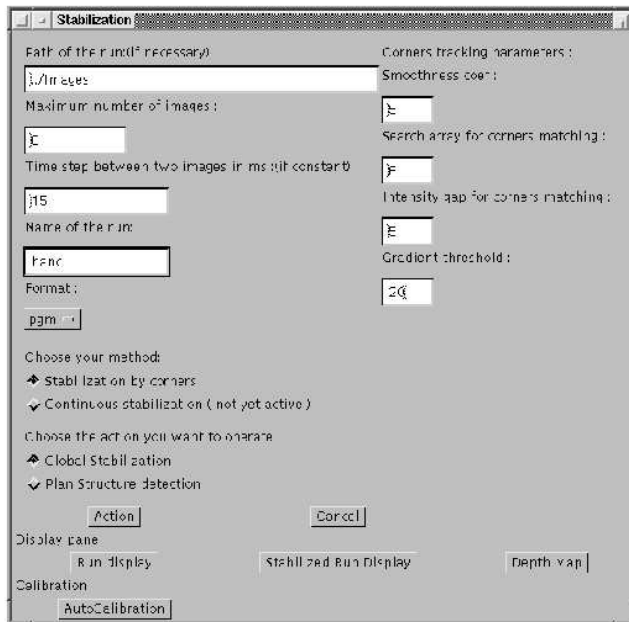 Stabilization
Path of the run:(if necessary)
./Images
Maximum number of images :
Time step between two images in ms :(if constant)
15
Name of the run:
hand
Format :
pgm
Corners tracking parameters :
Smoothness coef :
Search array for corners matching :
Intensity gap for corners matching :
Gradient threshold :
20
Choose your method:
Stabilization by corners
Continuous stabilization ( not yet active )
Choose the action you want to operate
Global Stabilization
Plan Structure detection
Action
Cancel
Display pane
Run display
Stabilized Run Display
Depth Map
Calibration
AutoCalibration